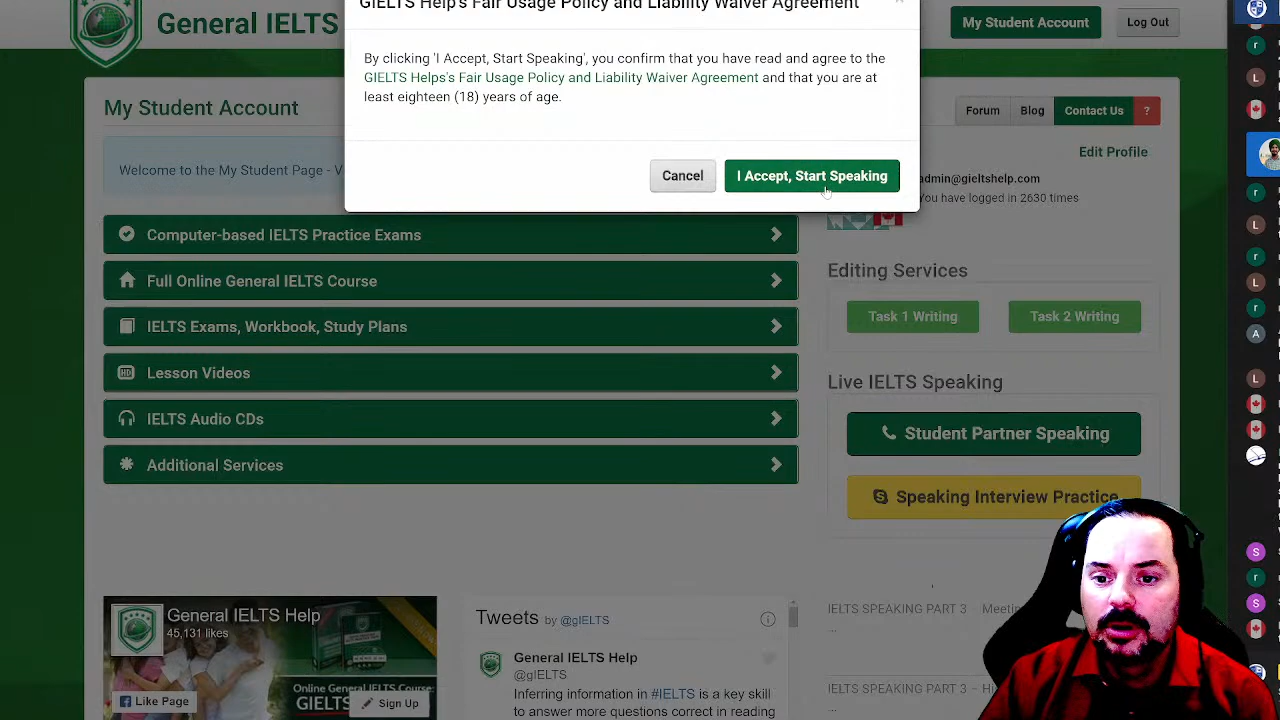 GIELTS Help's Fair Usage Policy and Liability Waiver Agreement
General IELTS
My Student Account
Log Out
By clicking 'I Accept, Start Speaking', you confirm that you have read and agree to the
GIELTS Helps's Fair Usage Policy and Liability Waiver Agreement and that you are at
least eighteen (18) years of age.
Cancel
I Accept, Start Speaking
My Student Account
Forum
Blog
Contact Us
?
Welcome to the My Student Page - V
Edit Profile
admin@gieltshelp.com
You have logged in 2630 times
Computer-based IELTS Practice Exams
Full Online General IELTS Course
IELTS Exams, Workbook, Study Plans
Lesson Videos
IELTS Audio CDs
Additional Services
Editing Services
Task 1 Writing
Task 2 Writing
Live IELTS Speaking
Student Partner Speaking
Speaking Interview Practice
General IELTS Help
45,131 likes
Online General IELTS Course
GIELTS
Like Page
Sign Up
Tweets by @gIELTS
General IELTS Help
@gIELTS
Inferring information in #IELTS is a key skill
to answer more questions correct in reading
IELTS SPEAKING PART 3 - Meetin
...
IELTS SPEAKING PART 3 - Hi
...
r
L
r
L
r
L
r
A
L
S
r
S